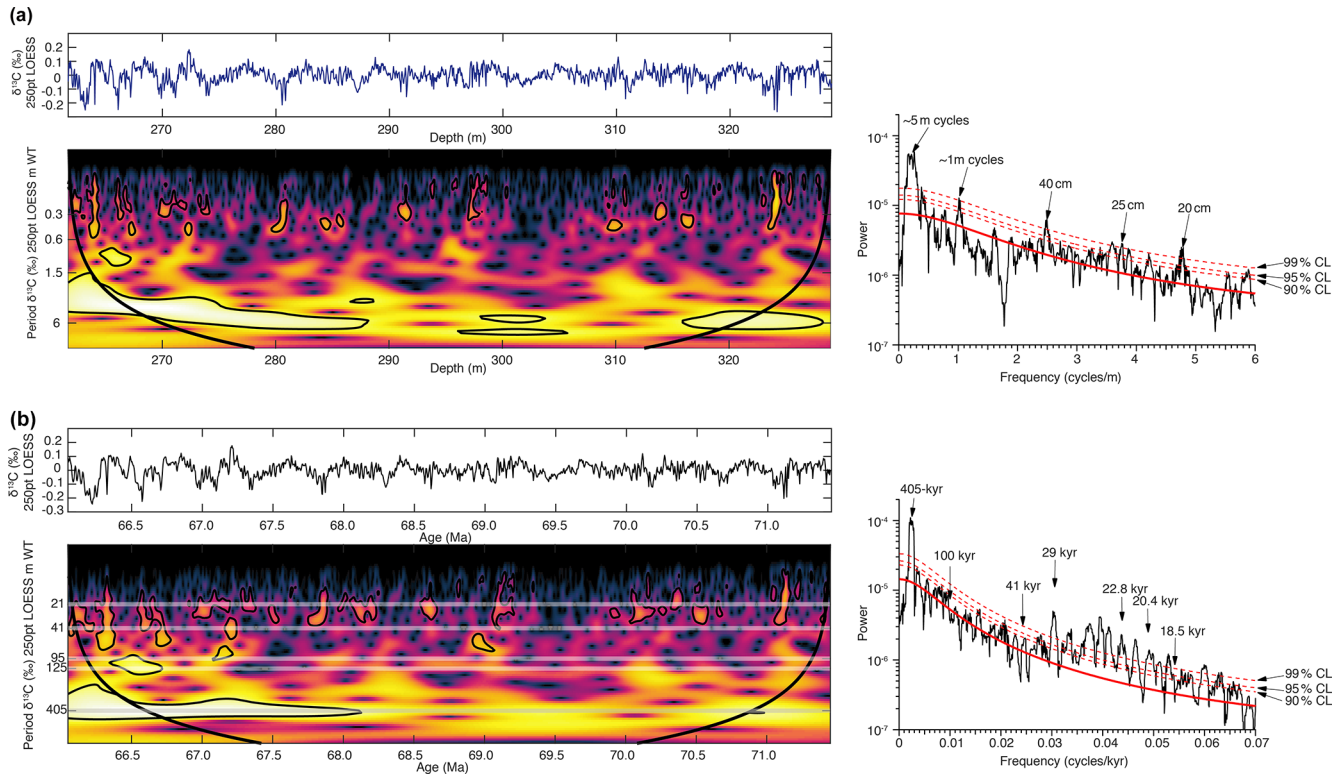 (a)
0.2
0.1
0
-0.1
-0.2
δ¹³C (‰)
250pt LOESS
270 280 290 300 310 320
Depth (m)
Period δ¹³C (‰) 250pt LOESS m WT
0.3
0.6
1.5
6
270 280 290 300 310 320
Depth (m)
~5 m cycles
~1m cycles
40 cm
25 cm
20 cm
99% CL
95% CL
90% CL
Power
10⁻⁴
10⁻⁵
10⁻⁶
10⁻⁷
0 1 2 3 4 5 6
Frequency (cycles/m)
(b)
0.2
0.1
0
-0.1
-0.2
-0.3
δ¹³C (‰)
250pt LOESS
66.5 67.0 67.5 68.0 68.5 69.0 69.5 70.0 70.5 71.0
Age (Ma)
Period δ¹³C (‰) 250pt LOESS m WT
21
41
95
125
405
66.5 67.0 67.5 68.0 68.5 69.0 69.5 70.0 70.5 71.0
Age (Ma)
405-kyr
100 kyr
41 kyr
29 kyr
22.8 kyr
20.4 kyr
18.5 kyr
99% CL
95% CL
90% CL
Power
10⁻⁴
10⁻⁵
10⁻⁶
10⁻⁷
0 0.01 0.02 0.03 0.04 0.05 0.06 0.07
Frequency (cycles/kyr)